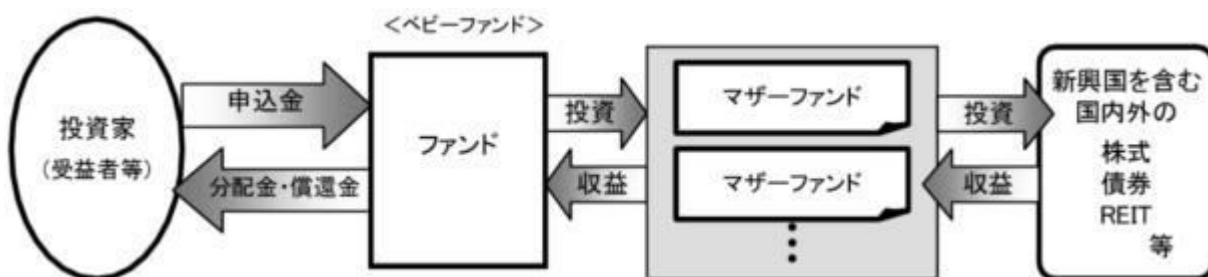 <ベビーファンド>
投資家
(受益者等)
申込金
分配金・償還金
ファンド
投資
収益
マザーファンド
マザーファンド
投資
収益
新興国を含む
国内外の
株式
債券
REIT
等